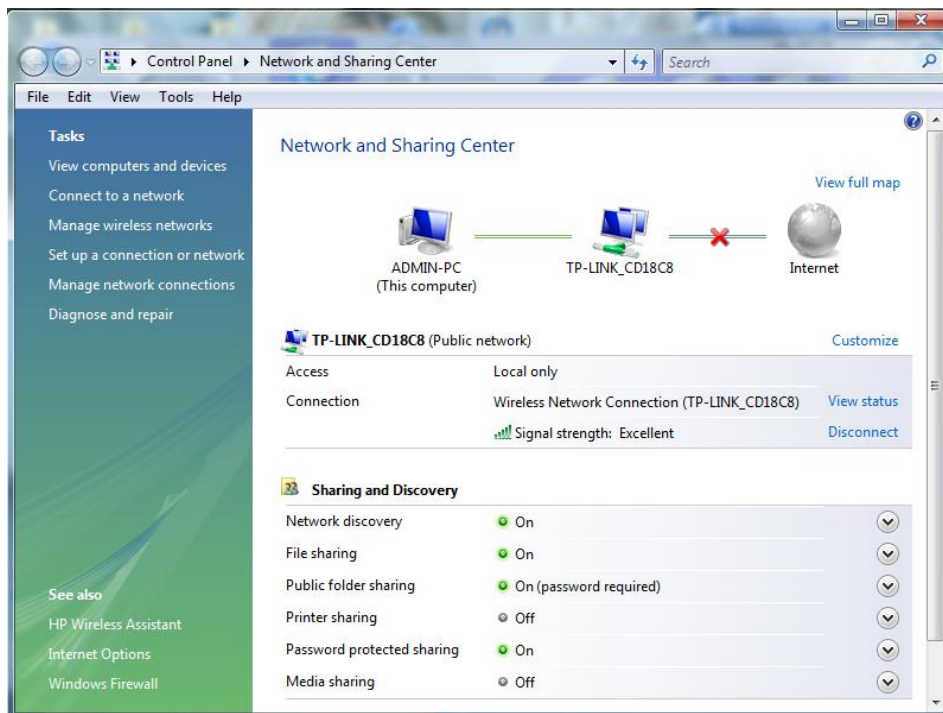 Control Panel ▸ Network and Sharing Center
Search
File Edit View Tools Help
Tasks
View computers and devices
Connect to a network
Manage wireless networks
Set up a connection or network
Manage network connections
Diagnose and repair
See also
HP Wireless Assistant
Internet Options
Windows Firewall
Network and Sharing Center
View full map
ADMIN-PC
(This computer)
TP-LINK_CD18C8
Internet
TP-LINK_CD18C8 (Public network) Customize
Access Local only
Connection Wireless Network Connection (TP-LINK_CD18C8) View status
Signal strength: Excellent Disconnect
Sharing and Discovery
Network discovery On
File sharing On
Public folder sharing On (password required)
Printer sharing Off
Password protected sharing On
Media sharing Off